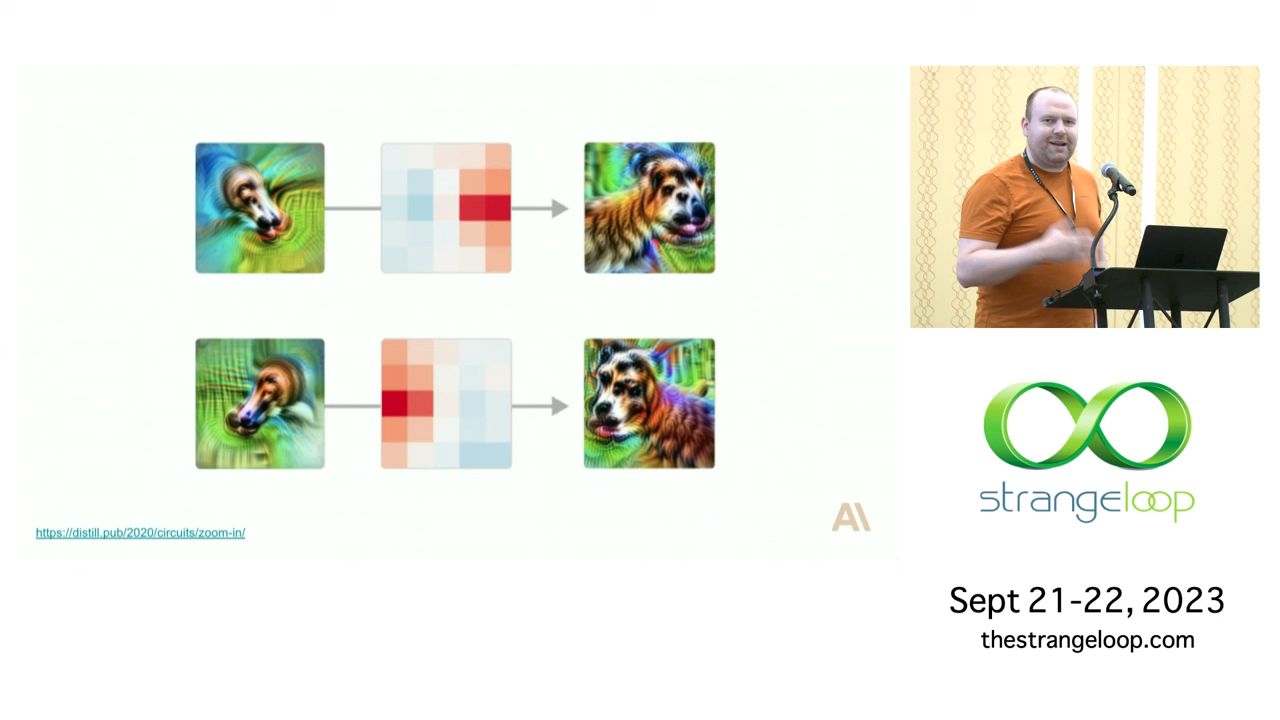 https://distill.pub/2020/circuits/zoom-in/
AI
strangeloop
Sept 21-22, 2023
thestrangeloop.com